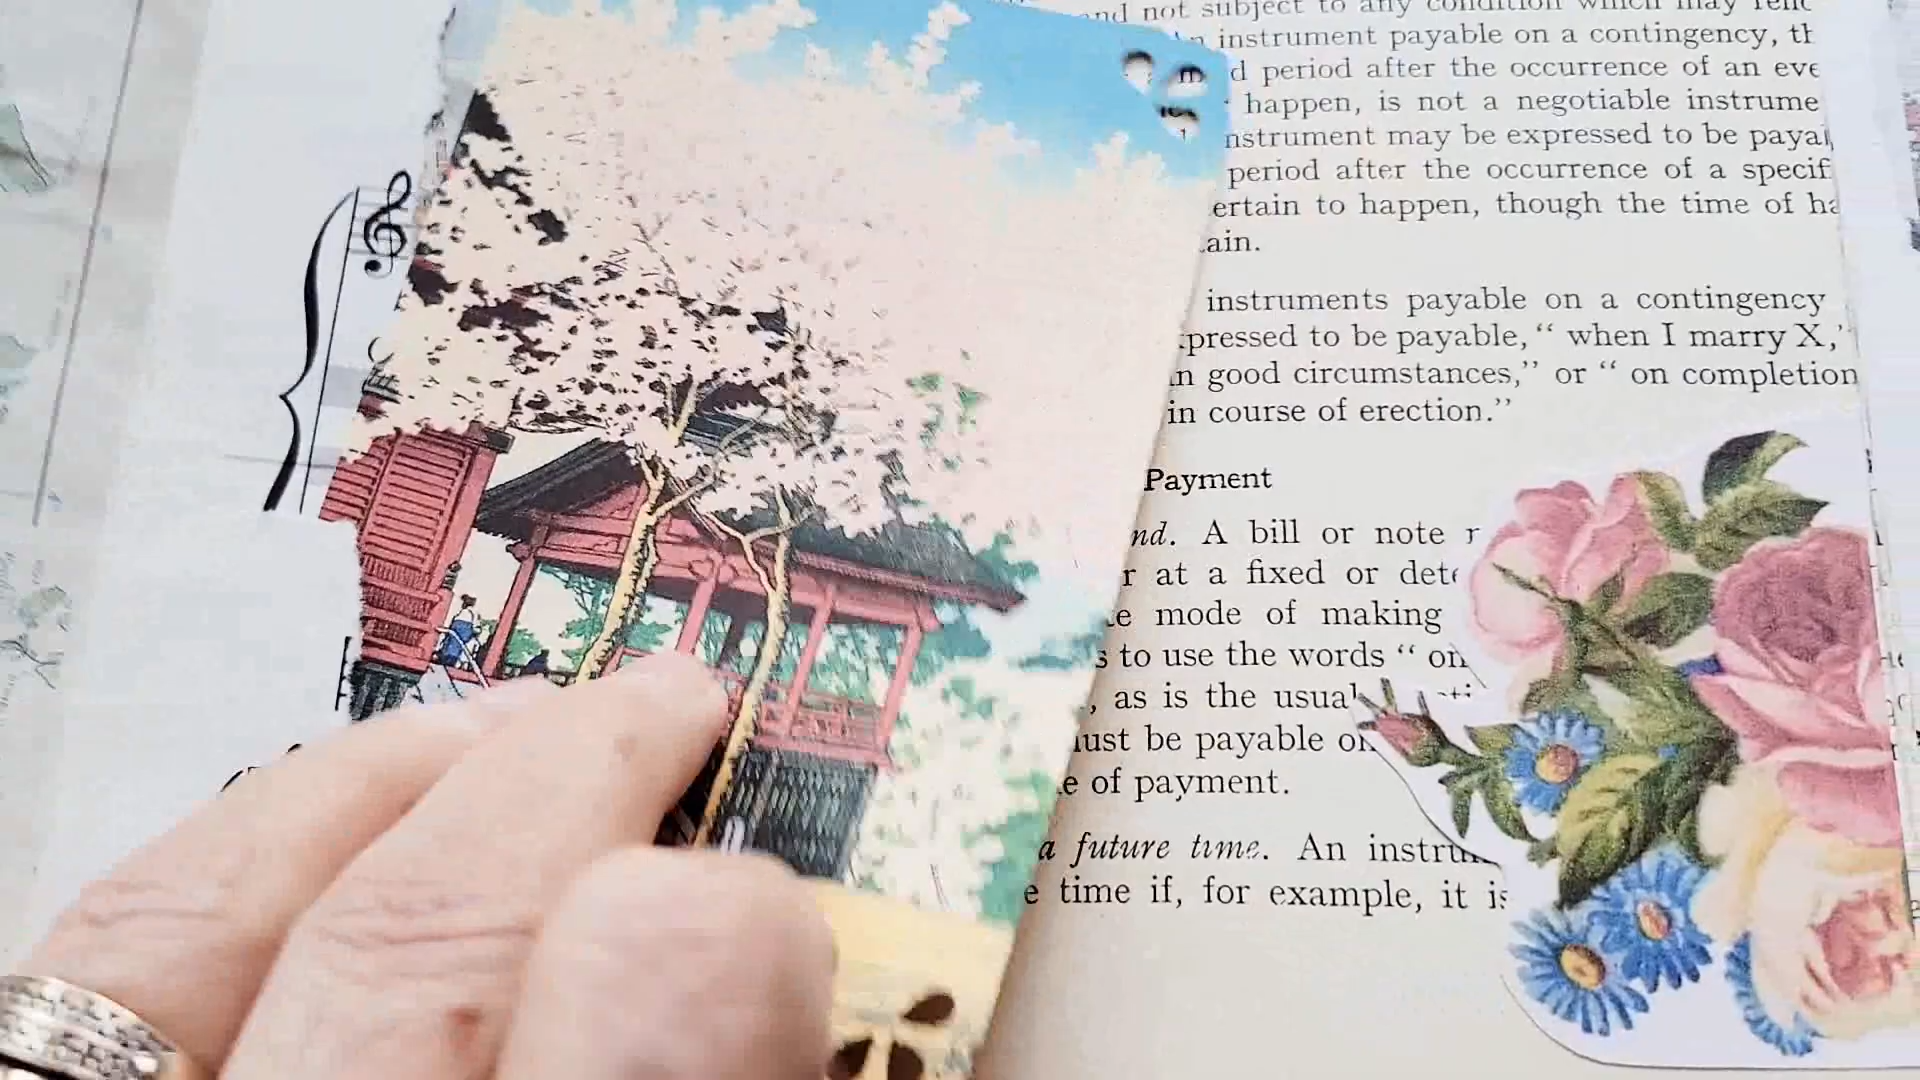 and not subject to any condition which may
instrument payable on a contingency,
d period after the occurrence of an eve
happen, is not a negotiable instrume
nstrument may be expressed to be paya
period after the occurrence of a specif
ertain to happen, though the time of ha
ain.
instruments payable on a contingency
pressed to be payable, “ when I marry X,’
in good circumstances,” or “ on completion
in course of erection.”
Payment
nd. A bill or note r
r at a fixed or dete
e mode of making
s to use the words “ on
, as is the usual
ust be payable on
e of payment.
a future time. An instru
e time if, for example, it is